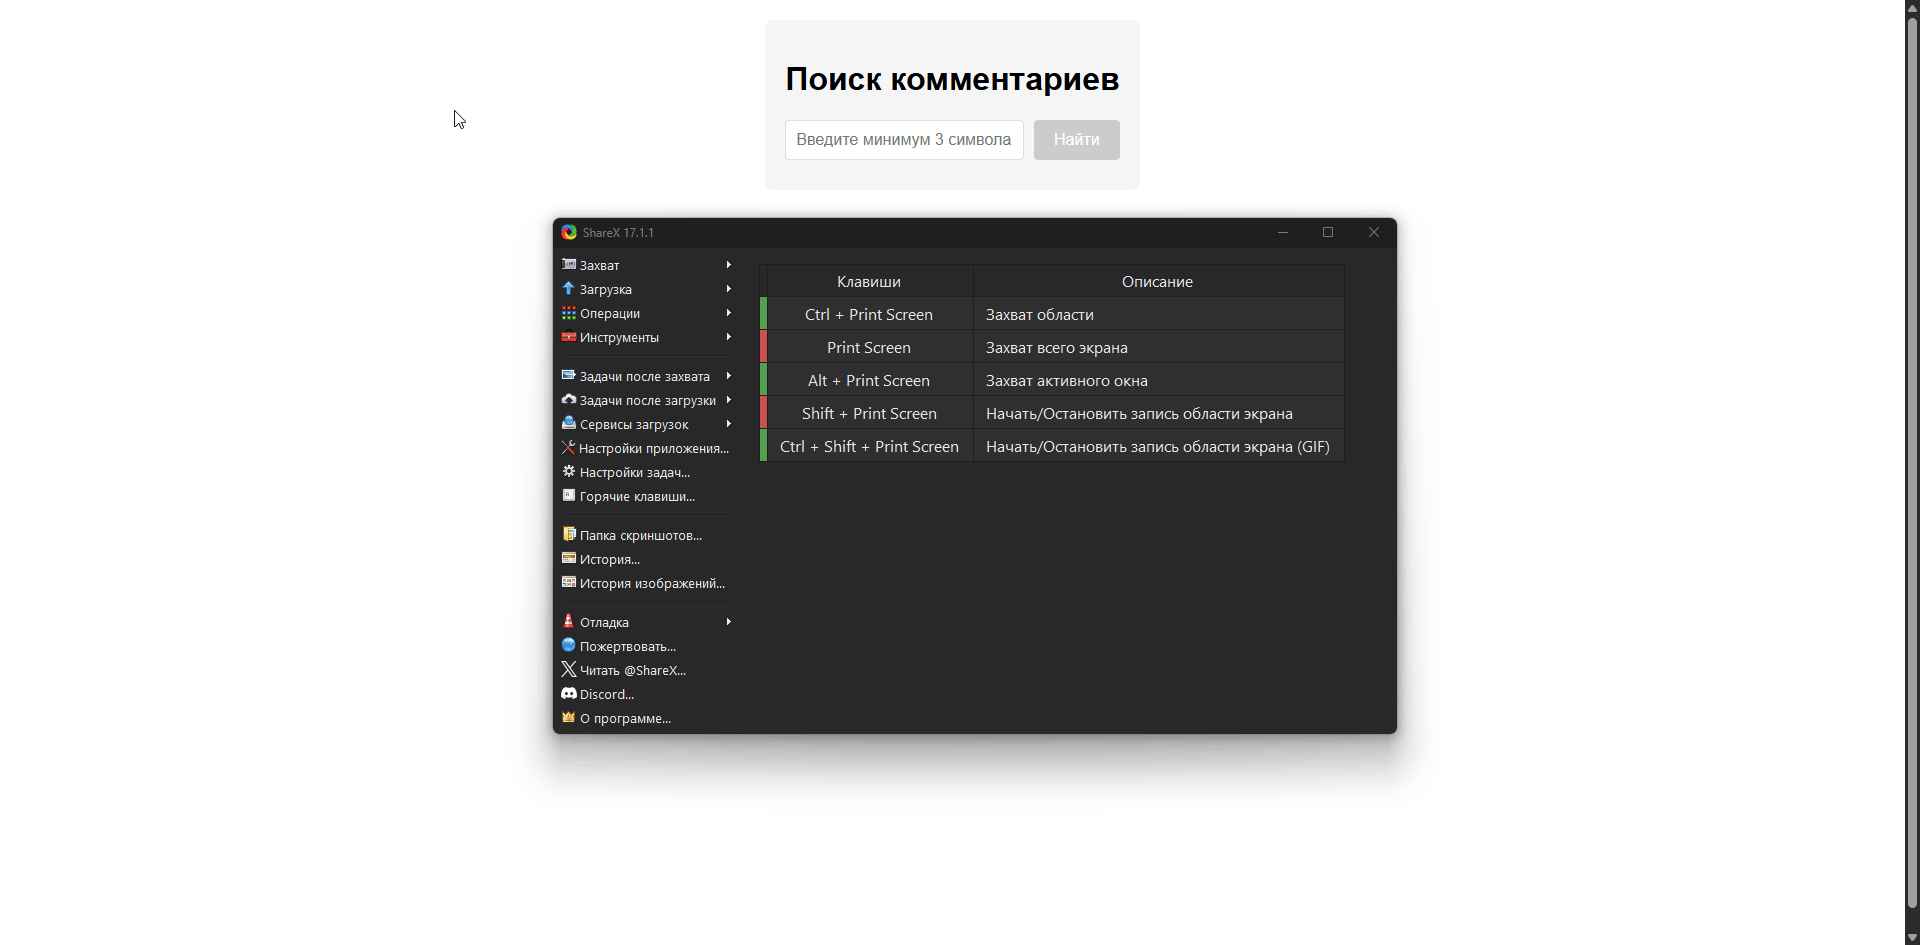 Поиск комментариев
Введите минимум 3 символа
Найти
ShareX 17.1.1
Захват
Загрузка
Операции
Инструменты
Задачи после захвата
Задачи после загрузки
Сервисы загрузок
Настройки приложения...
Настройки задач...
Горячие клавиши...
Папка скриншотов...
История...
История изображений...
Отладка
Пожертвовать...
Читать @ShareX...
Discord...
О программе...
Клавиши Описание
Ctrl + Print Screen Захват области
Print Screen Захват всего экрана
Alt + Print Screen Захват активного окна
Shift + Print Screen Начать/Остановить запись области экрана
Ctrl + Shift + Print Screen Начать/Остановить запись области экрана (GIF)